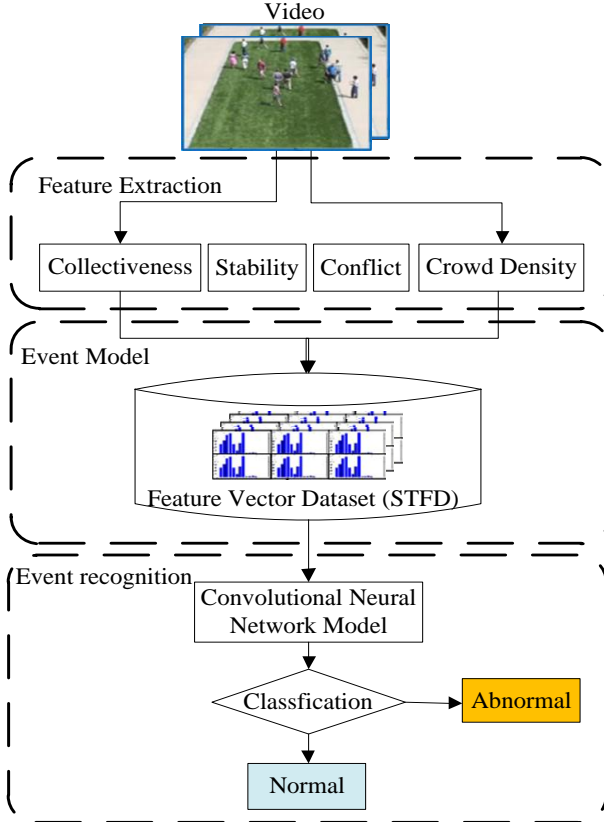 Video
Feature Extraction
Collectiveness
Stability
Conflict
Crowd Density
Event Model
Feature Vector Dataset (STFD)
Event recognition
Convolutional Neural
Network Model
Classfication
Abnormal
Normal